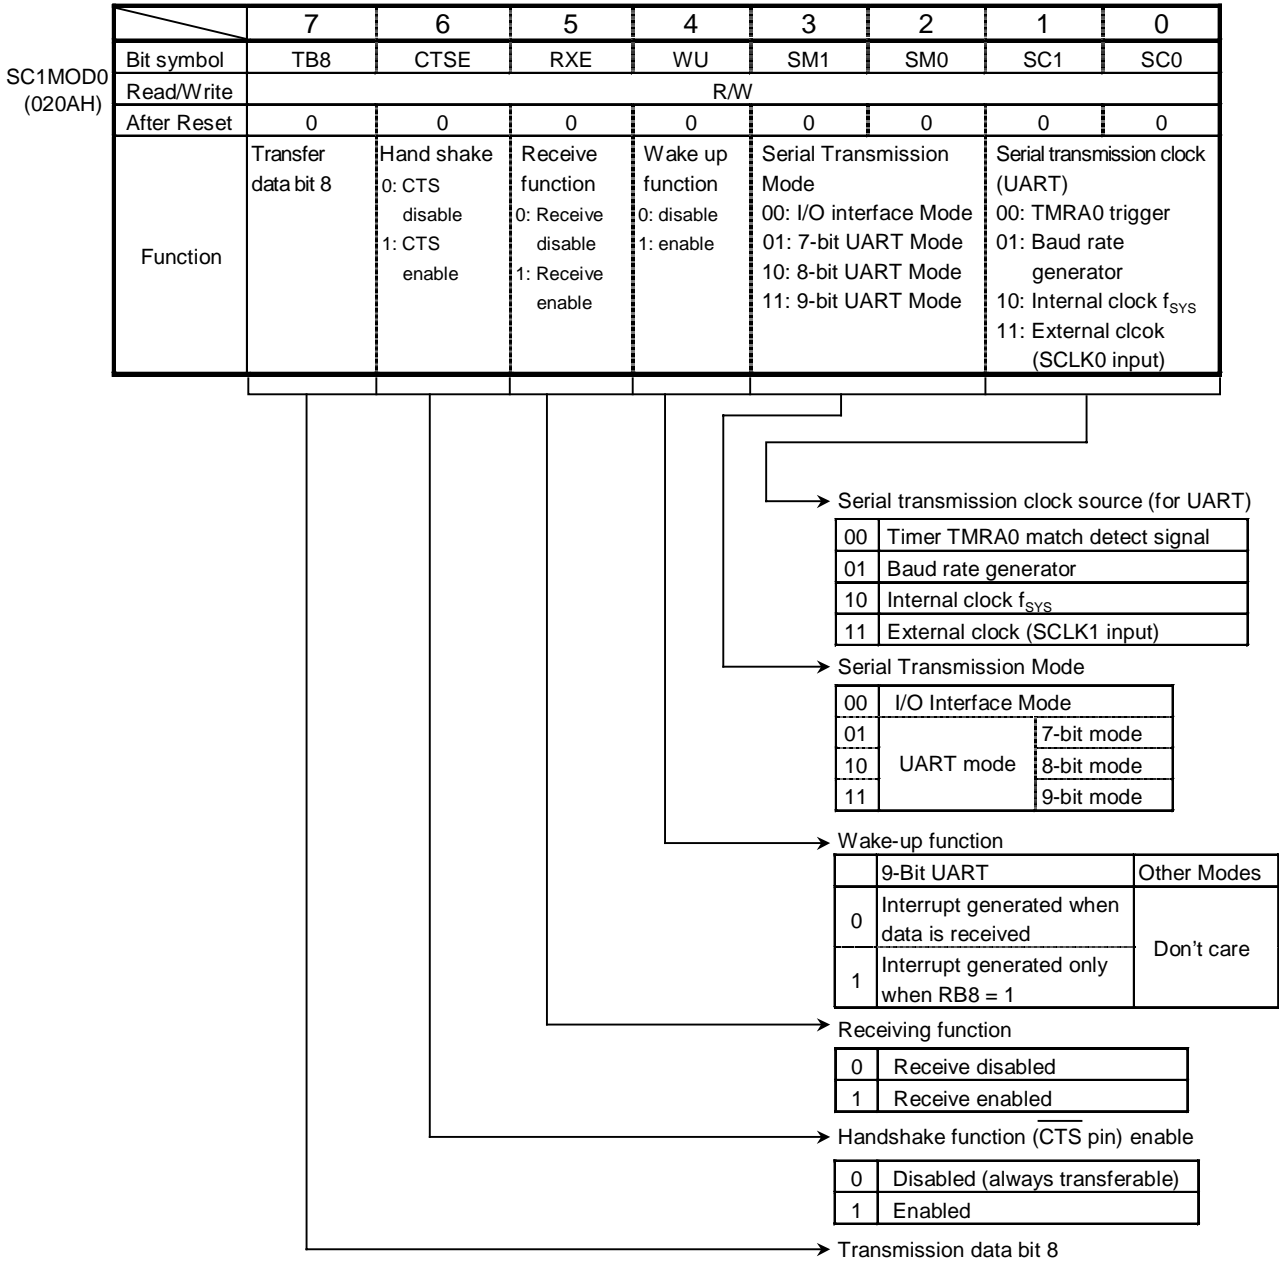 7 6 5 4 3 2 1 0
SC1MOD0
(020AH)
Bit symbol TB8 CTSE RXE WU SM1 SM0 SC1 SC0
Read/Write R/W
After Reset 0 0 0 0 0 0 0 0
Function
Transfer
data bit 8
Hand shake
0: CTS
disable
1: CTS
enable
Receive
function
0: Receive
disable
1: Receive
enable
Wake up
function
0: disable
1: enable
Serial Transmission
Mode
00: I/O interface Mode
01: 7-bit UART Mode
10: 8-bit UART Mode
11: 9-bit UART Mode
Serial transmission clock
(UART)
00: TMRA0 trigger
01: Baud rate
generator
10: Internal clock fSYS
11: External clcok
(SCLK0 input)
Serial transmission clock source (for UART)
00 Timer TMRA0 match detect signal
01 Baud rate generator
10 Internal clock fSYS
11 External clock (SCLK1 input)
Serial Transmission Mode
00 I/O Interface Mode
01 7-bit mode
10 UART mode 8-bit mode
11 9-bit mode
Wake-up function
9-Bit UART Other Modes
0 Interrupt generated when
data is received
Don't care
1 Interrupt generated only
when RB8 = 1
Receiving function
0 Receive disabled
1 Receive enabled
Handshake function (CTS pin) enable
0 Disabled (always transferable)
1 Enabled
Transmission data bit 8